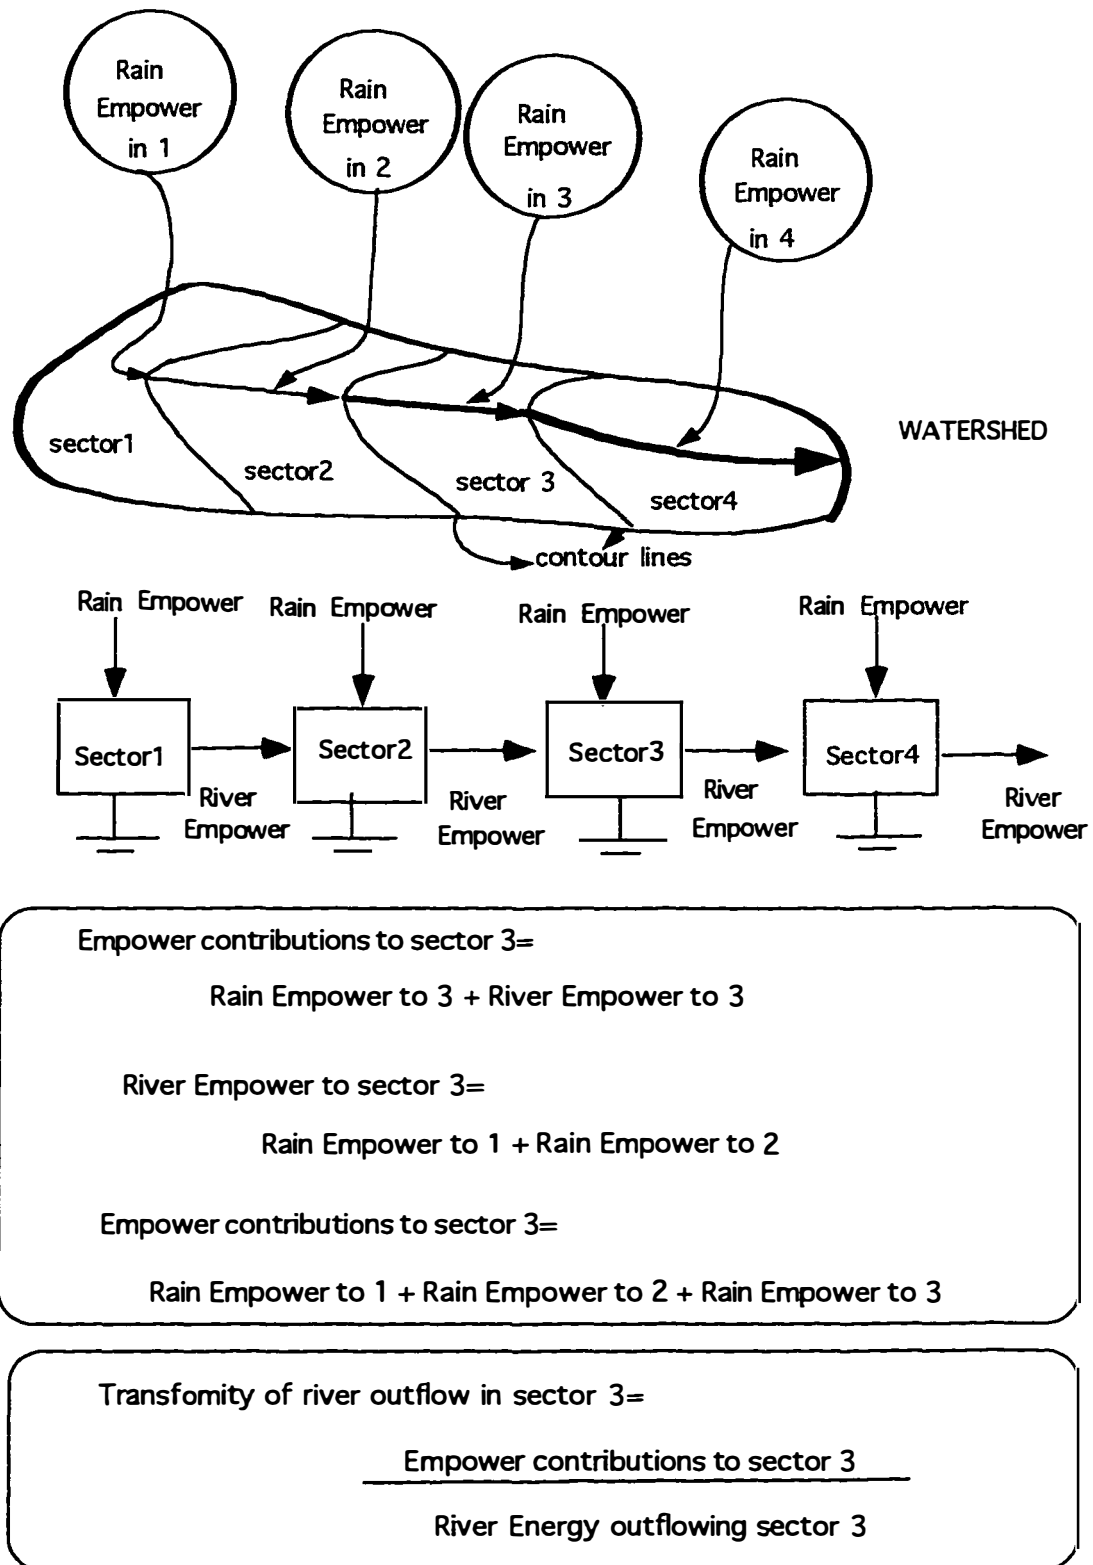 Rain
Empower
in 1
Rain
Empower
in 2
Rain
Empower
in 3
Rain
Empower
in 4
WATERSHED
sector1
sector2
sector 3
sector4
contour lines
Rain Empower
Rain Empower
Rain Empower
Rain Empower
Sector1
Sector2
Sector3
Sector4
River
Empower
River
Empower
River
Empower
River
Empower
Empower contributions to sector 3=
Rain Empower to 3 + River Empower to 3
River Empower to sector 3=
Rain Empower to 1 + Rain Empower to 2
Empower contributions to sector 3=
Rain Empower to 1 + Rain Empower to 2 + Rain Empower to 3
Transfomity of river outflow in sector 3=
Empower contributions to sector 3
River Energy outflowing sector 3